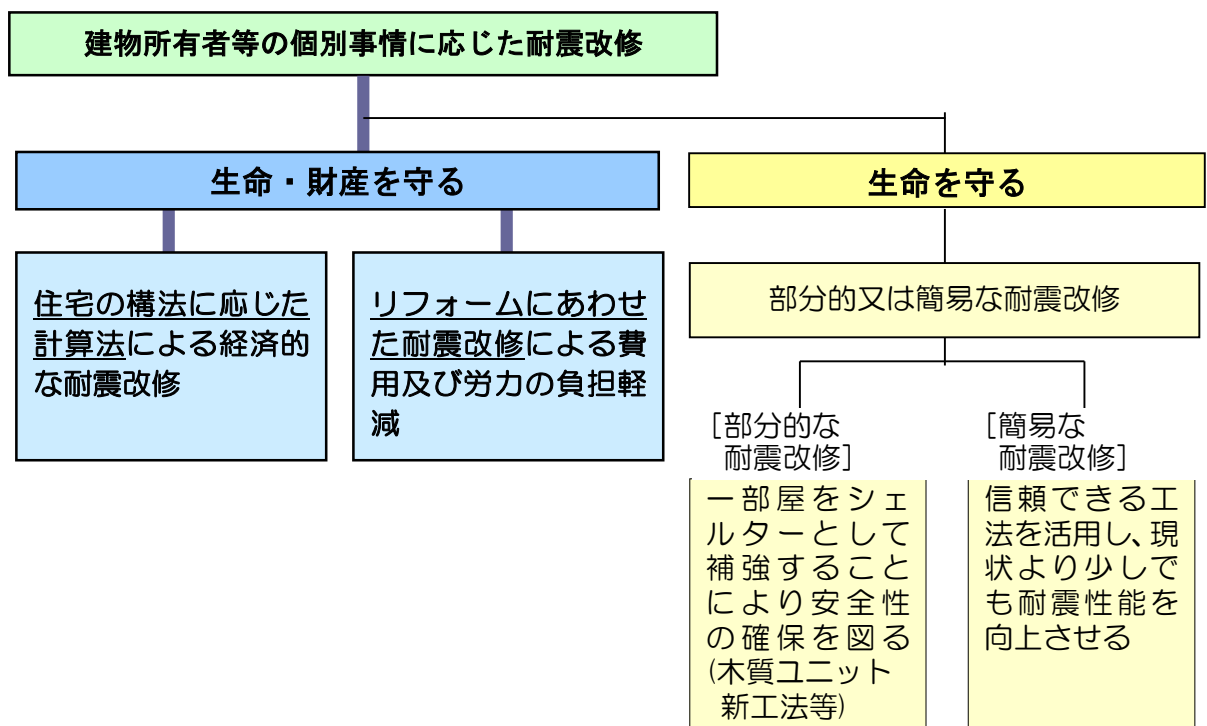 建物所有者等の個別事情に応じた耐震改修
生命・財産を守る
生命を守る
住宅の構法に応じた
計算法による経済的
な耐震改修
リフォームにあわせ
た耐震改修による費
用及び労力の負担軽
減
部分的又は簡易な耐震改修
[部分的な
耐震改修]
一部屋をシェ
ルターとして
補強すること
により安全性
の確保を図る
(木質ユニット
新工法等)
[簡易な
耐震改修]
信頼できる工
法を活用し、現
状より少しで
も耐震性能を
向上させる